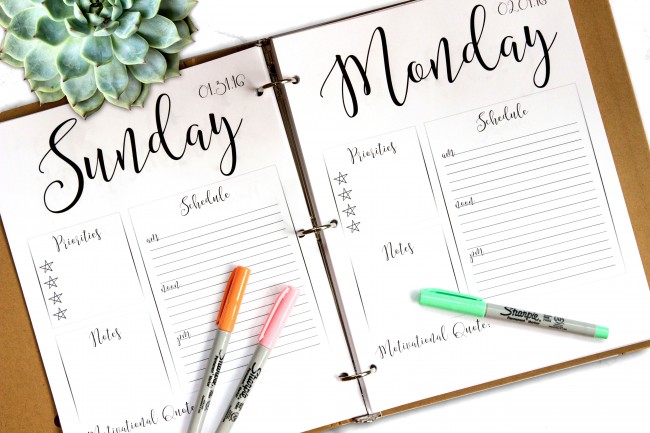 01.31.16
Sunday
Priorities
Schedule
am
noon
pm
Notes
Motivational Quote:
02.01.16
Monday
Priorities
Schedule
am
noon
pm
Notes
Motivational Quote:
Sharpie
Sharpie
Sharpie